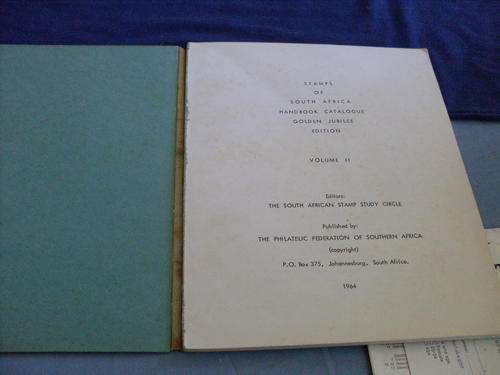 STAMPS
OF
SOUTH AFRICA
HANDBOOK CATALOGUE
GOLDEN JUBILEE
EDITION
VOLUME II
Editors:
THE SOUTH AFRICAN STAMP STUDY CIRCLE
Published by:
THE PHILATELIC FEDERATION OF SOUTHERN AFRICA
(copyright)
P.O. Box 375, Johannesburg, South Africa.
1964